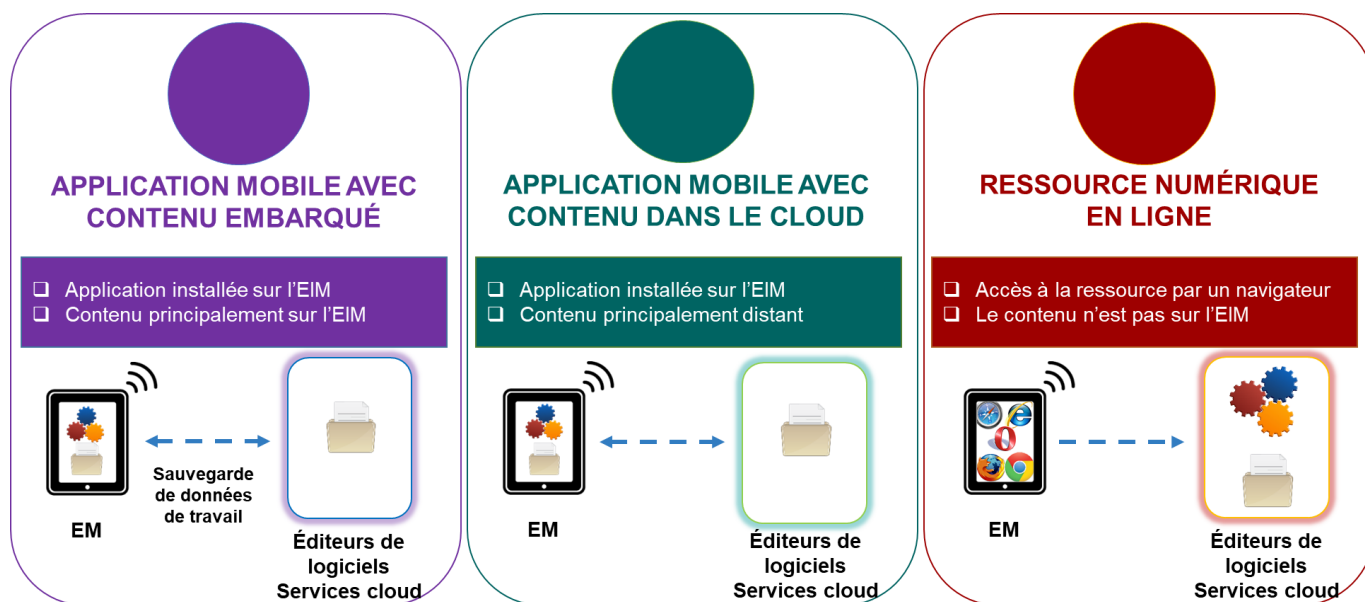 APPLICATION MOBILE AVEC
CONTENU EMBARQUÉ
❑ Application installée sur l'EIM
❑ Contenu principalement sur l'EIM
Sauvegarde
de données
de travail
EM
Éditeurs de
logiciels
Services cloud
APPLICATION MOBILE AVEC
CONTENU DANS LE CLOUD
❑ Application installée sur l'EIM
❑ Contenu principalement distant
EM
Éditeurs de
logiciels
Services cloud
RESSOURCE NUMÉRIQUE
EN LIGNE
❑ Accès à la ressource par un navigateur
❑ Le contenu n'est pas sur l'EIM
EM
Éditeurs de
logiciels
Services cloud